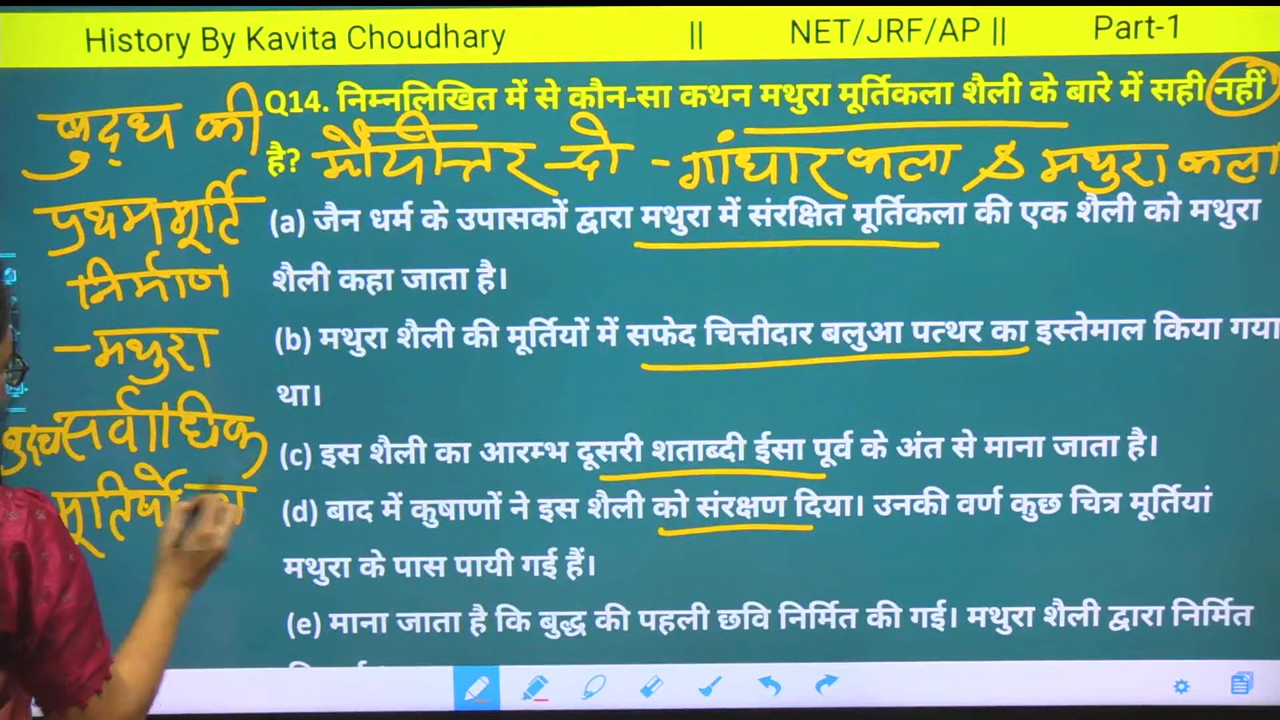 History By Kavita Choudhary || NET/JRF/AP || Part-1
Q14. निम्नलिखित में से कौन-सा कथन मथुरा मूर्तिकला शैली के बारे में सही नहीं
है? मौर्योत्तर - दो - गांधार कला & मथुरा कला
(a) जैन धर्म के उपासकों द्वारा मथुरा में संरक्षित मूर्तिकला की एक शैली को मथुरा
शैली कहा जाता है।
(b) मथुरा शैली की मूर्तियों में सफेद चित्तीदार बलुआ पत्थर का इस्तेमाल किया गया
था।
(c) इस शैली का आरम्भ दूसरी शताब्दी ईसा पूर्व के अंत से माना जाता है।
(d) बाद में कुषाणों ने इस शैली को संरक्षण दिया। उनकी वर्ण कुछ चित्र मूर्तियां
मथुरा के पास पायी गई हैं।
(e) माना जाता है कि बुद्ध की पहली छवि निर्मित की गई। मथुरा शैली द्वारा निर्मित
बुद्ध की
प्रथम मूर्ति
निर्माण
- मथुरा
बुद्ध सर्वाधिक
मूर्तियों